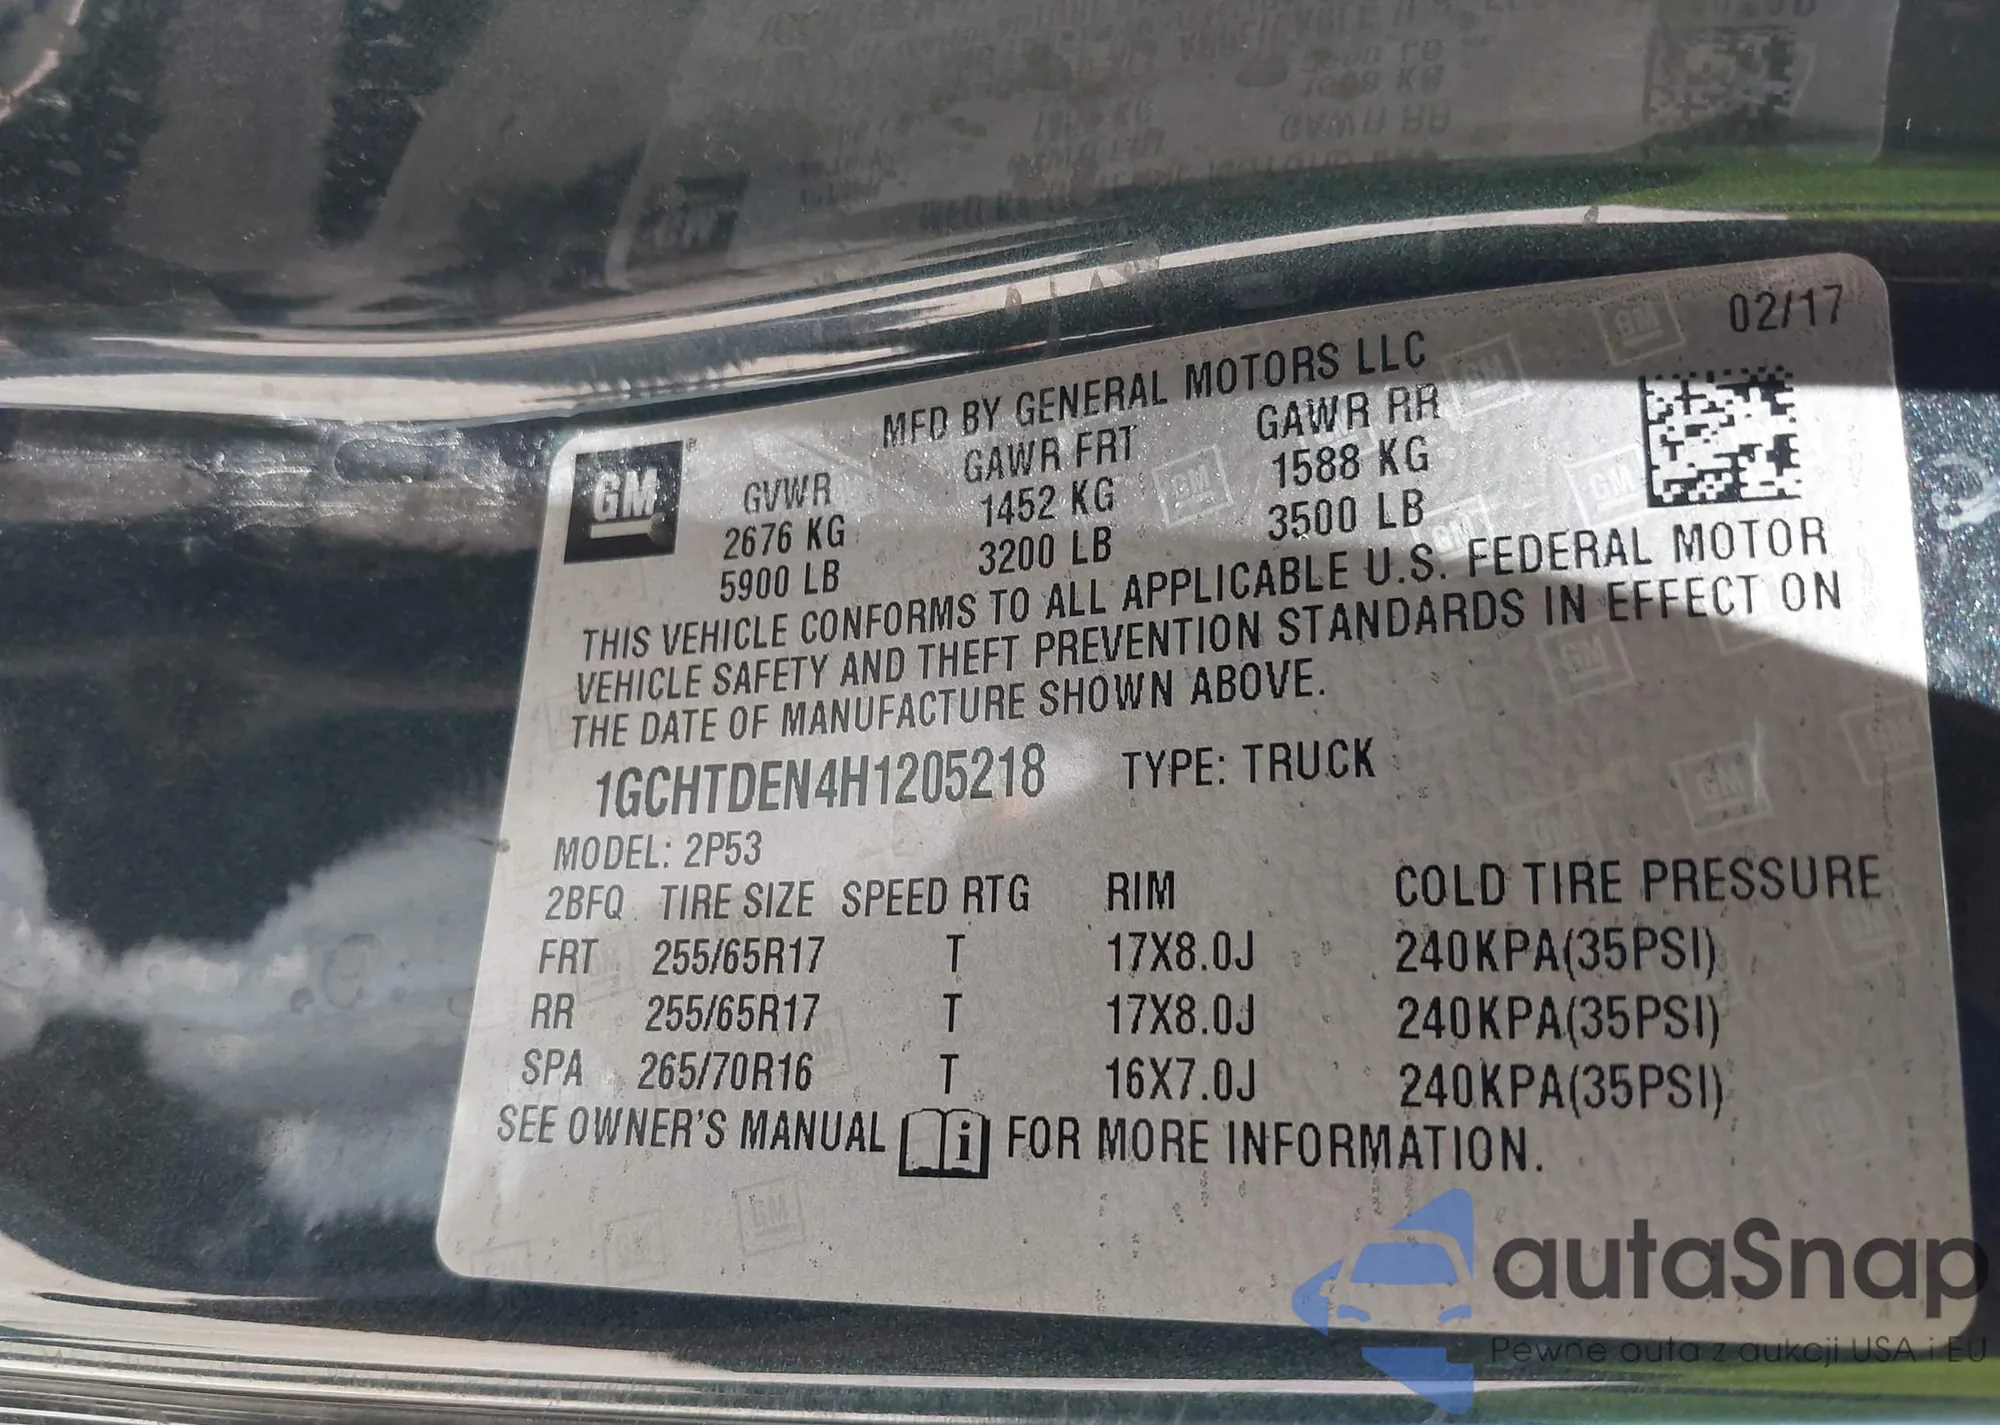 02/17
MFD BY GENERAL MOTORS LLC
GM ®
GVWR GAWR FRT GAWR RR
2676 KG 1452 KG 1588 KG
5900 LB 3200 LB 3500 LB
THIS VEHICLE CONFORMS TO ALL APPLICABLE U.S. FEDERAL MOTOR
VEHICLE SAFETY AND THEFT PREVENTION STANDARDS IN EFFECT ON
THE DATE OF MANUFACTURE SHOWN ABOVE.
1GCHTDEN4H1205218 TYPE: TRUCK
MODEL: 2P53
2BFQ TIRE SIZE SPEED RTG RIM COLD TIRE PRESSURE
FRT 255/65R17 T 17X8.0J 240KPA(35PSI)
RR 255/65R17 T 17X8.0J 240KPA(35PSI)
SPA 265/70R16 T 16X7.0J 240KPA(35PSI)
SEE OWNER'S MANUAL i FOR MORE INFORMATION.
autaSnap
Pewne auta z aukcji USA i EU